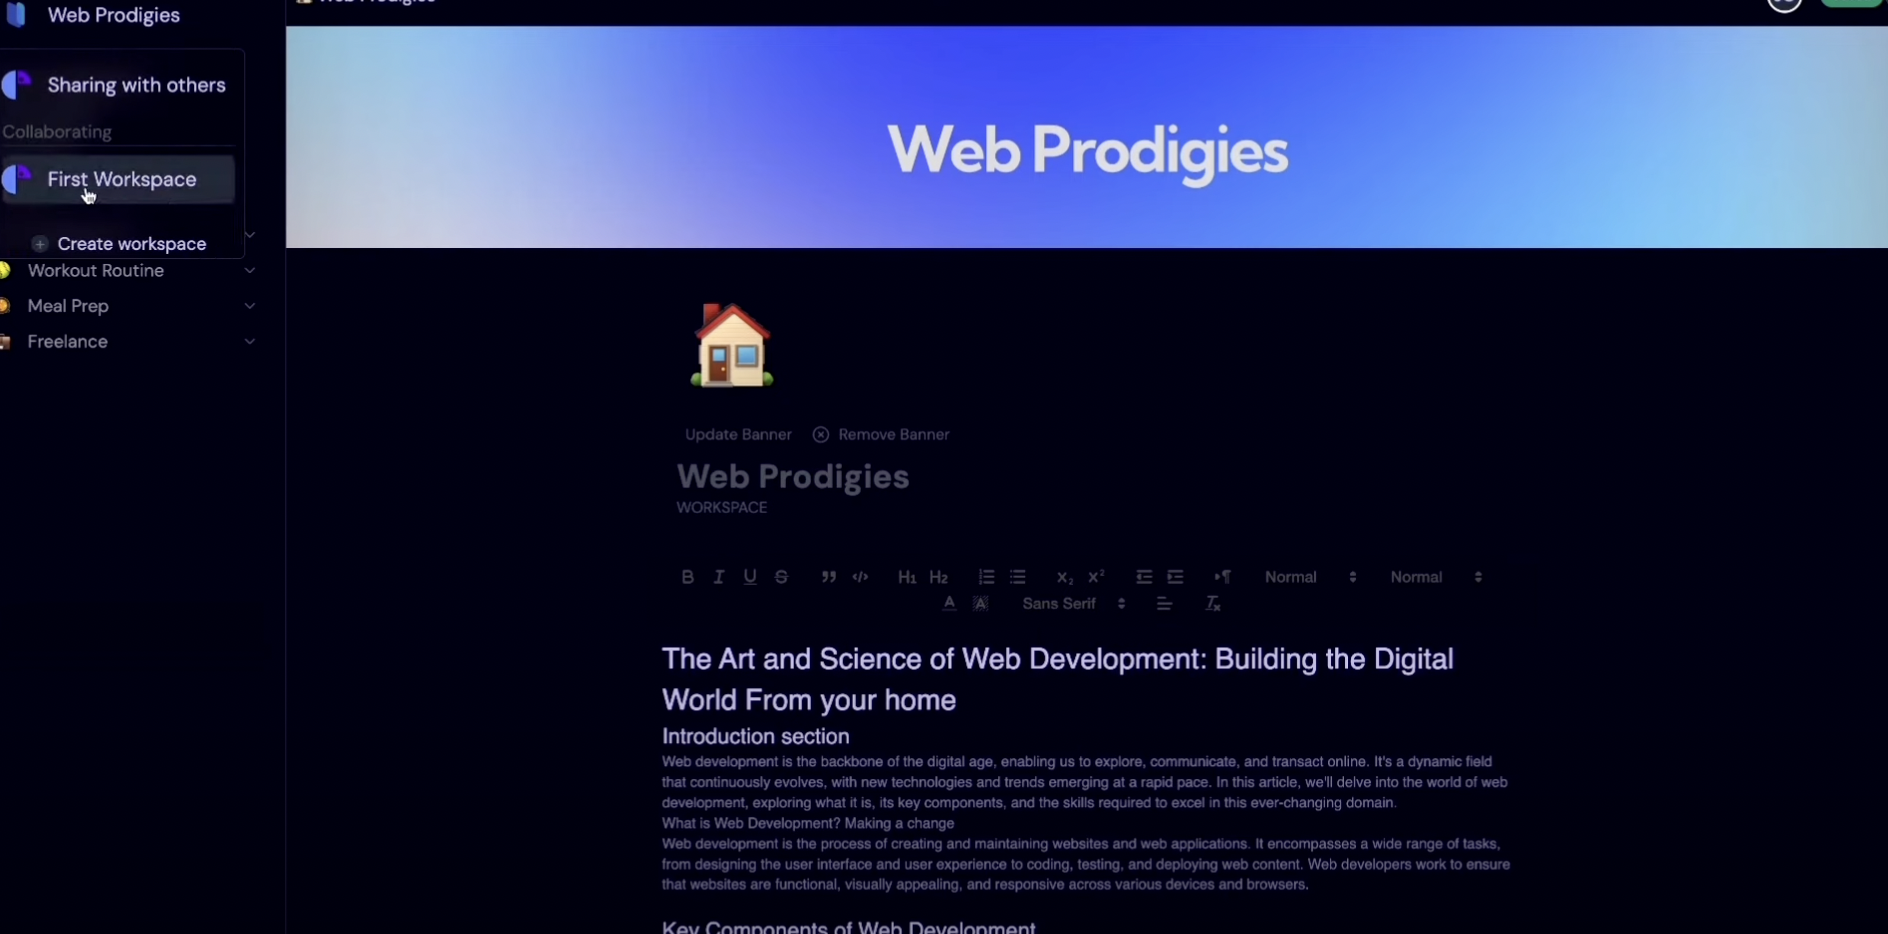 Web Prodigies
Web Prodigies
Sharing with others
Collaborating
First Workspace
+ Create workspace
Workout Routine
Meal Prep
Freelance
Web Prodigies
Update Banner Remove Banner
Web Prodigies
WORKSPACE
B I U S ” </> H1 H2 X2 X2 Normal Normal
A A Sans Serif Tx
The Art and Science of Web Development: Building the Digital
World From your home
Introduction section
Web development is the backbone of the digital age, enabling us to explore, communicate, and transact online. It's a dynamic field
that continuously evolves, with new technologies and trends emerging at a rapid pace. In this article, we'll delve into the world of web
development, exploring what it is, its key components, and the skills required to excel in this ever-changing domain.
What is Web Development? Making a change
Web development is the process of creating and maintaining websites and web applications. It encompasses a wide range of tasks,
from designing the user interface and user experience to coding, testing, and deploying web content. Web developers work to ensure
that websites are functional, visually appealing, and responsive across various devices and browsers.
Key Components of Web Development